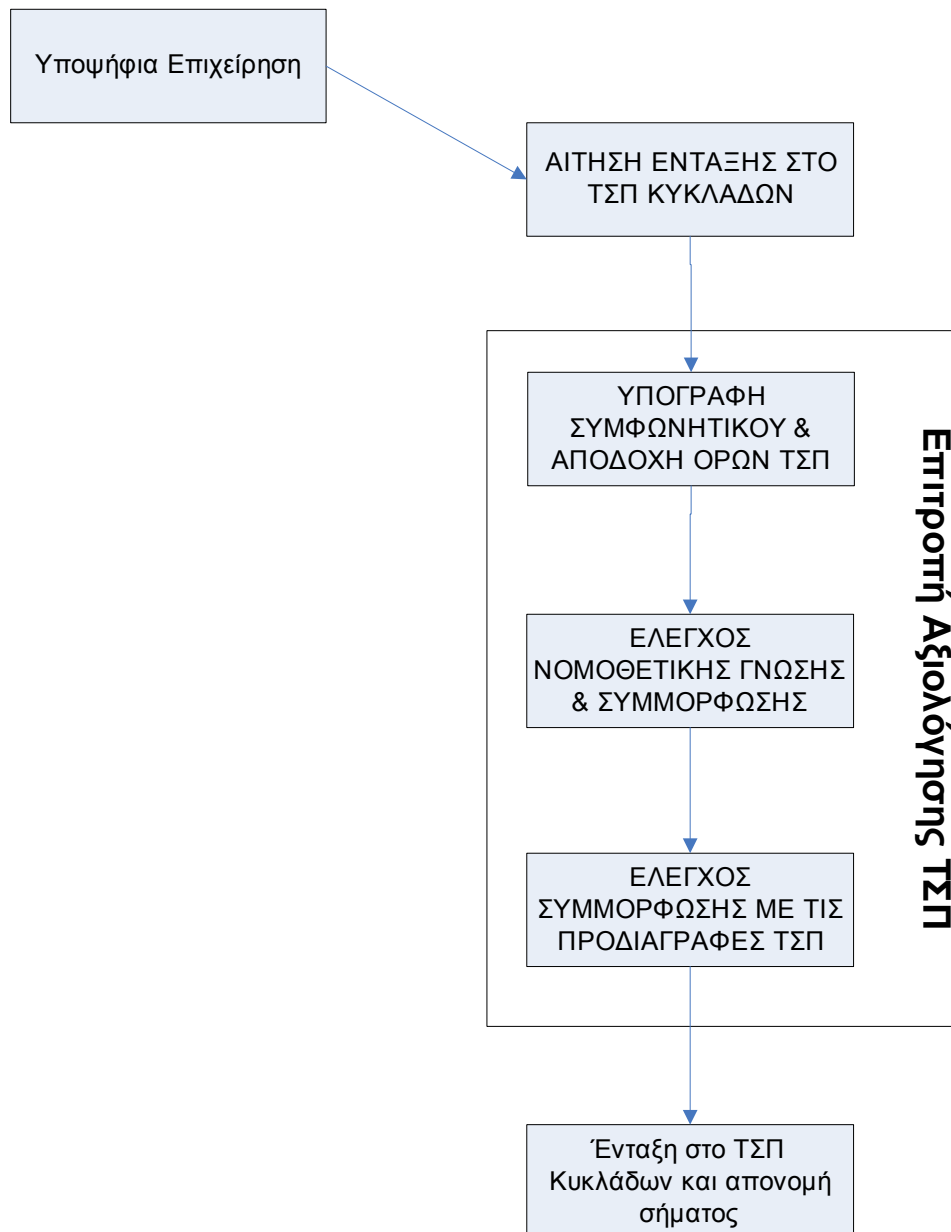 Υποψήφια Επιχείρηση
ΑΙΤΗΣΗ ΕΝΤΑΞΗΣ ΣΤΟ
ΤΣΠ ΚΥΚΛΑΔΩΝ
ΥΠΟΓΡΑΦΗ
ΣΥΜΦΩΝΗΤΙΚΟΥ &
ΑΠΟΔΟΧΗ ΟΡΩΝ ΤΣΠ
ΕΛΕΓΧΟΣ
ΝΟΜΟΘΕΤΙΚΗΣ ΓΝΩΣΗΣ
& ΣΥΜΜΟΡΦΩΣΗΣ
ΕΛΕΓΧΟΣ
ΣΥΜΜΟΡΦΩΣΗΣ ΜΕ ΤΙΣ
ΠΡΟΔΙΑΓΡΑΦΕΣ ΤΣΠ
Επιτροπή Αξιολόγησης ΤΣΠ
Ένταξη στο ΤΣΠ
Κυκλάδων και απονομή
σήματος